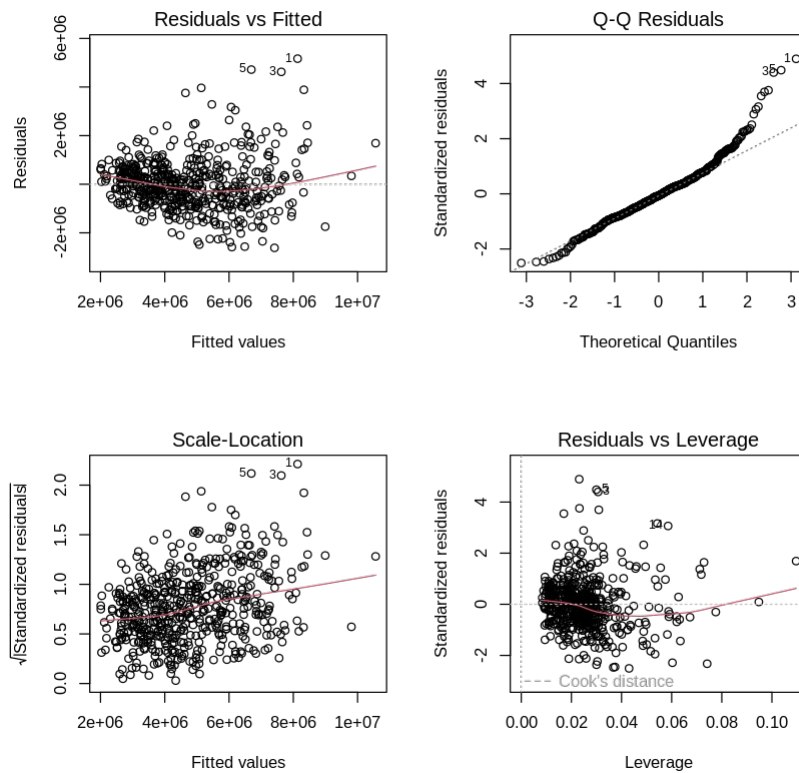 Residuals vs Fitted
Residuals
-2e+06 2e+06 6e+06
1
5
3
2e+06 4e+06 6e+06 8e+06 1e+07
Fitted values
Q-Q Residuals
Standardized residuals
-2 0 2 4
1
5
3
-3 -2 -1 0 1 2 3
Theoretical Quantiles
Scale-Location
√|Standardized residuals|
0.0 0.5 1.0 1.5 2.0
1
5
3
2e+06 4e+06 6e+06 8e+06 1e+07
Fitted values
Residuals vs Leverage
Standardized residuals
-2 0 2 4
5
3
14
Cook's distance
0.00 0.02 0.04 0.06 0.08 0.10
Leverage